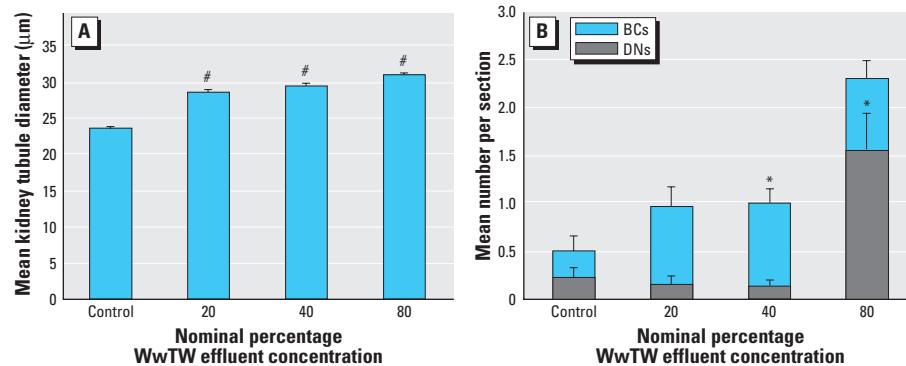 A
Mean kidney tubule diameter (μm)
35
30
25
20
15
10
5
0
#
#
#
Control
20
40
80
Nominal percentage
WwTW effluent concentration
B
BCs
DNs
Mean number per section
3.0
2.5
2.0
1.5
1.0
0.5
0
*
*
Control
20
40
80
Nominal percentage
WwTW effluent concentration